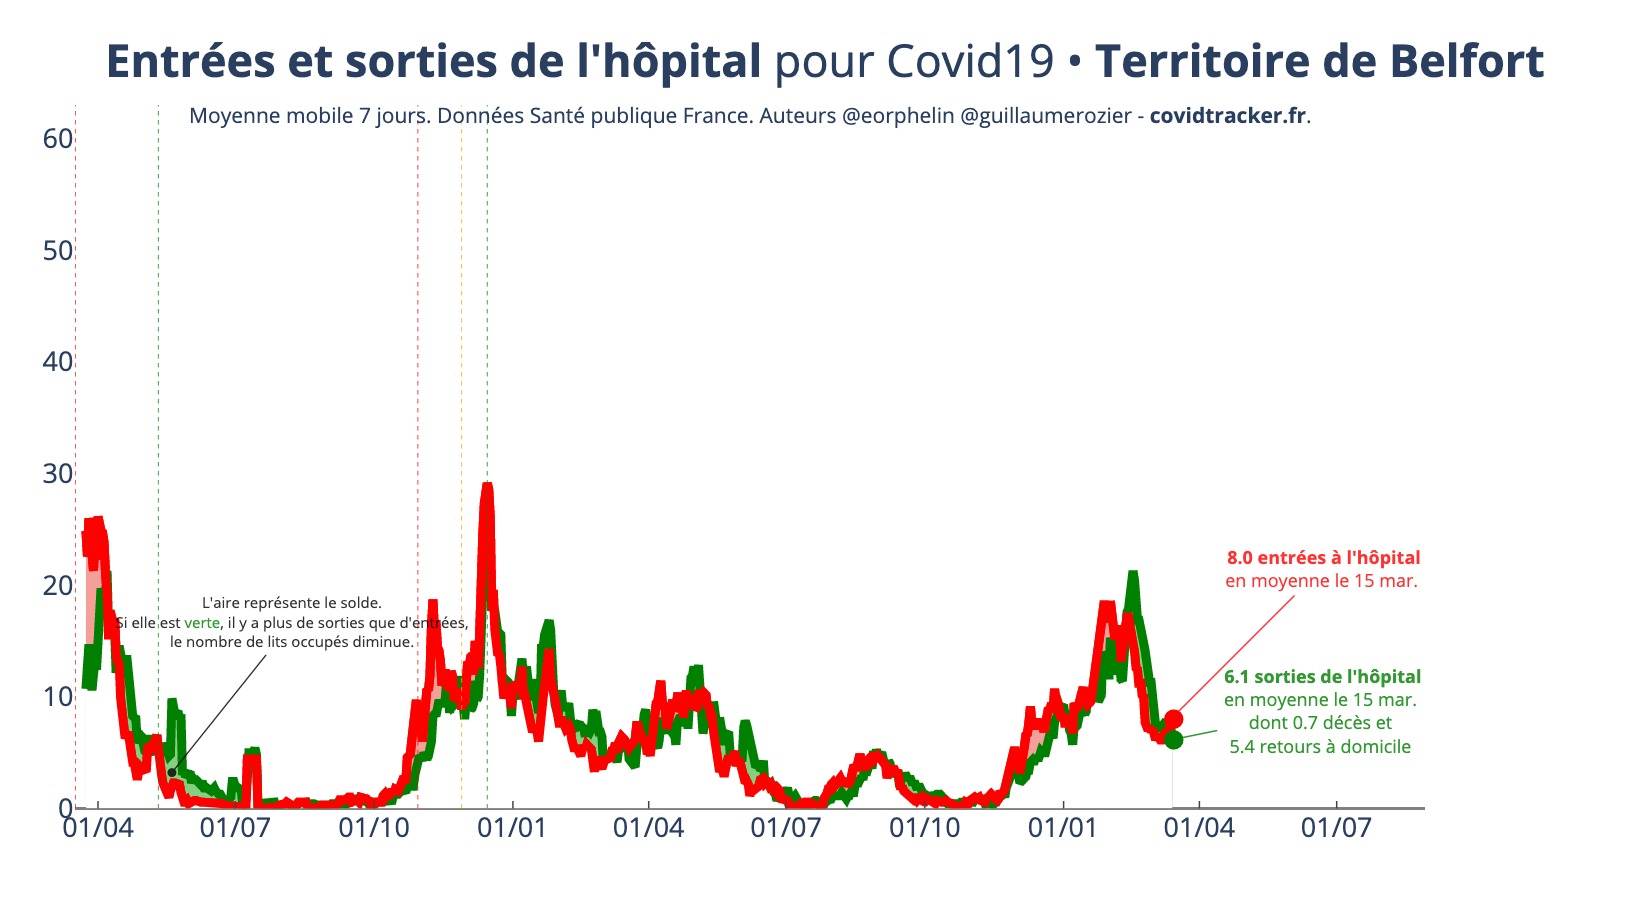 Entrées et sorties de l'hôpital pour Covid19 • Territoire de Belfort
Moyenne mobile 7 jours. Données Santé publique France. Auteurs @eorphelin @guillaumerozier - covidtracker.fr.
60
50
40
30
20
10
0
L'aire représente le solde.
Si elle est verte, il y a plus de sorties que d'entrées,
le nombre de lits occupés diminue.
8.0 entrées à l'hôpital
en moyenne le 15 mar.
6.1 sorties de l'hôpital
en moyenne le 15 mar.
dont 0.7 décès et
5.4 retours à domicile
01/04 01/07 01/10 01/01 01/04 01/07 01/10 01/01 01/04 01/07